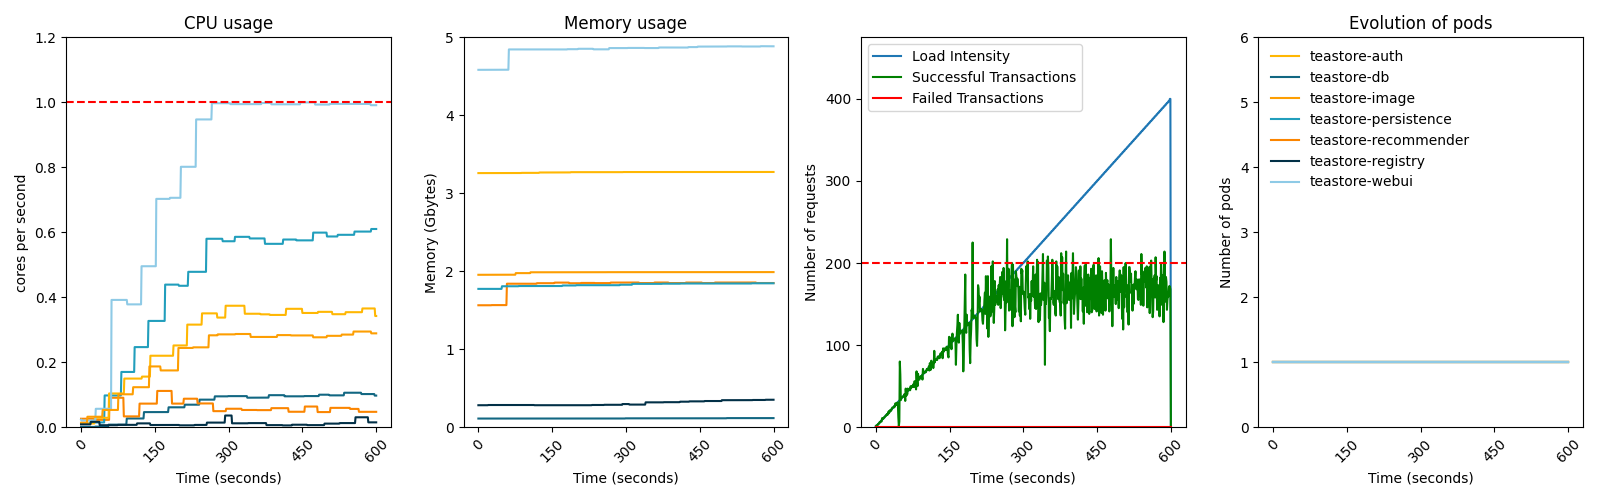 CPU usage
cores per second
1.2
1.0
0.8
0.6
0.4
0.2
0.0
0
150
300
450
600
Time (seconds)
Memory usage
Memory (Gbytes)
5
4
3
2
1
0
0
150
300
450
600
Time (seconds)
Load Intensity
Successful Transactions
Failed Transactions
Number of requests
400
300
200
100
0
0
150
300
450
600
Time (seconds)
Evolution of pods
teastore-auth
teastore-db
teastore-image
teastore-persistence
teastore-recommender
teastore-registry
teastore-webui
Number of pods
6
5
4
3
2
1
0
0
150
300
450
600
Time (seconds)